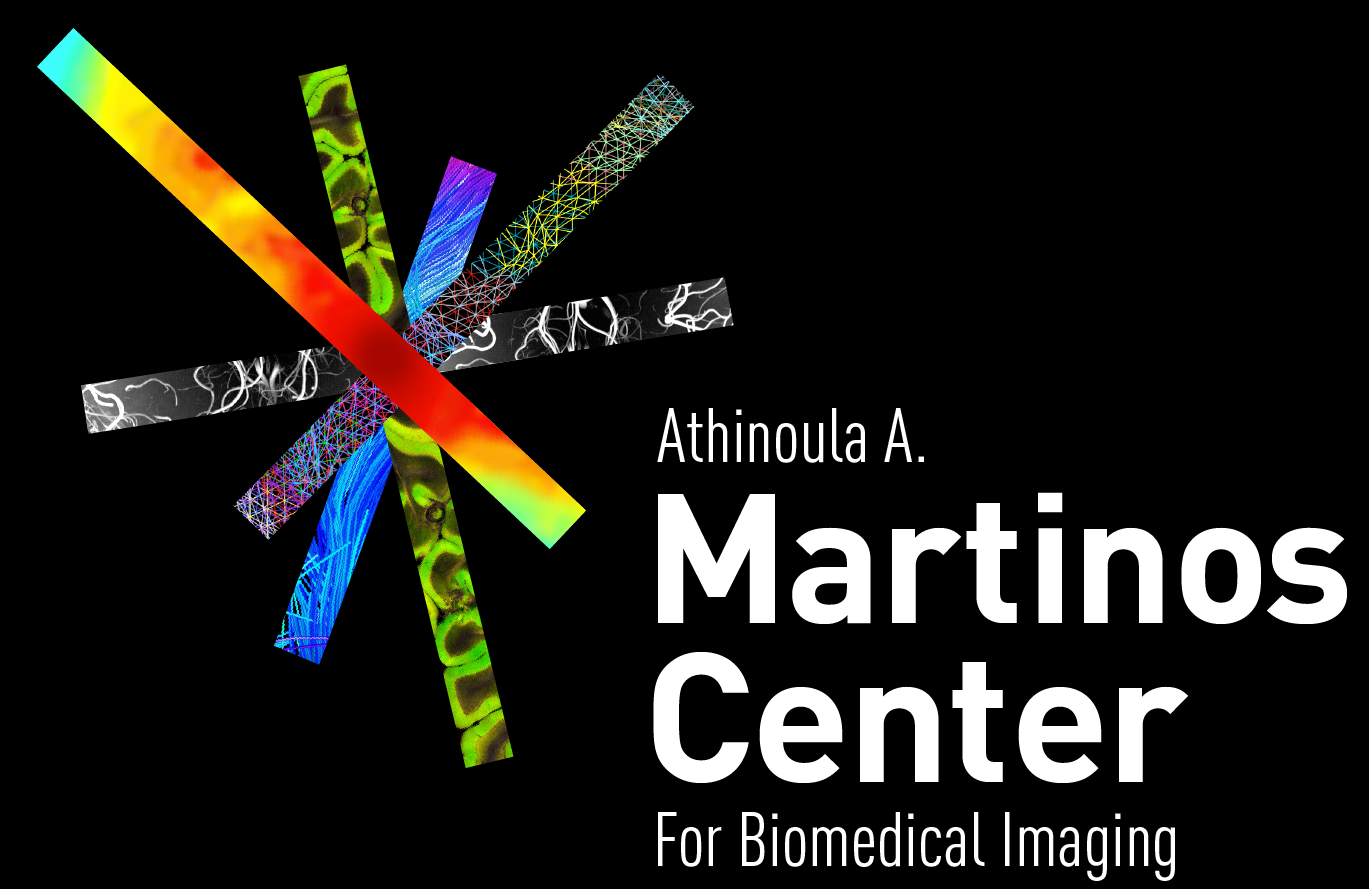 Athinoula A.
Martinos
Center
For Biomedical Imaging